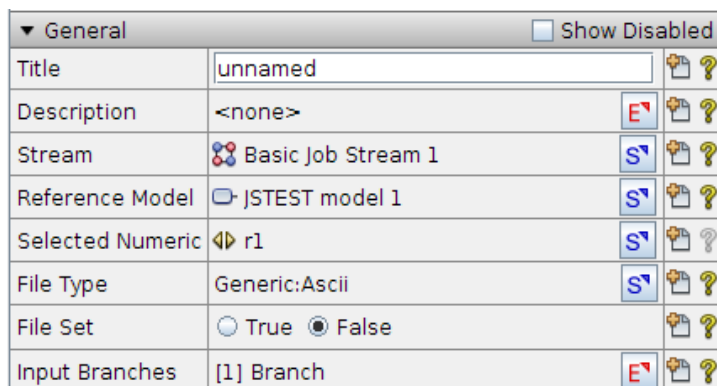 General Show Disabled
Title unnamed
Description <none> E
Stream Basic Job Stream 1 S
Reference Model JSTEST model 1 S
Selected Numeric r1 S
File Type Generic:Ascii S
File Set True False
Input Branches [1] Branch E